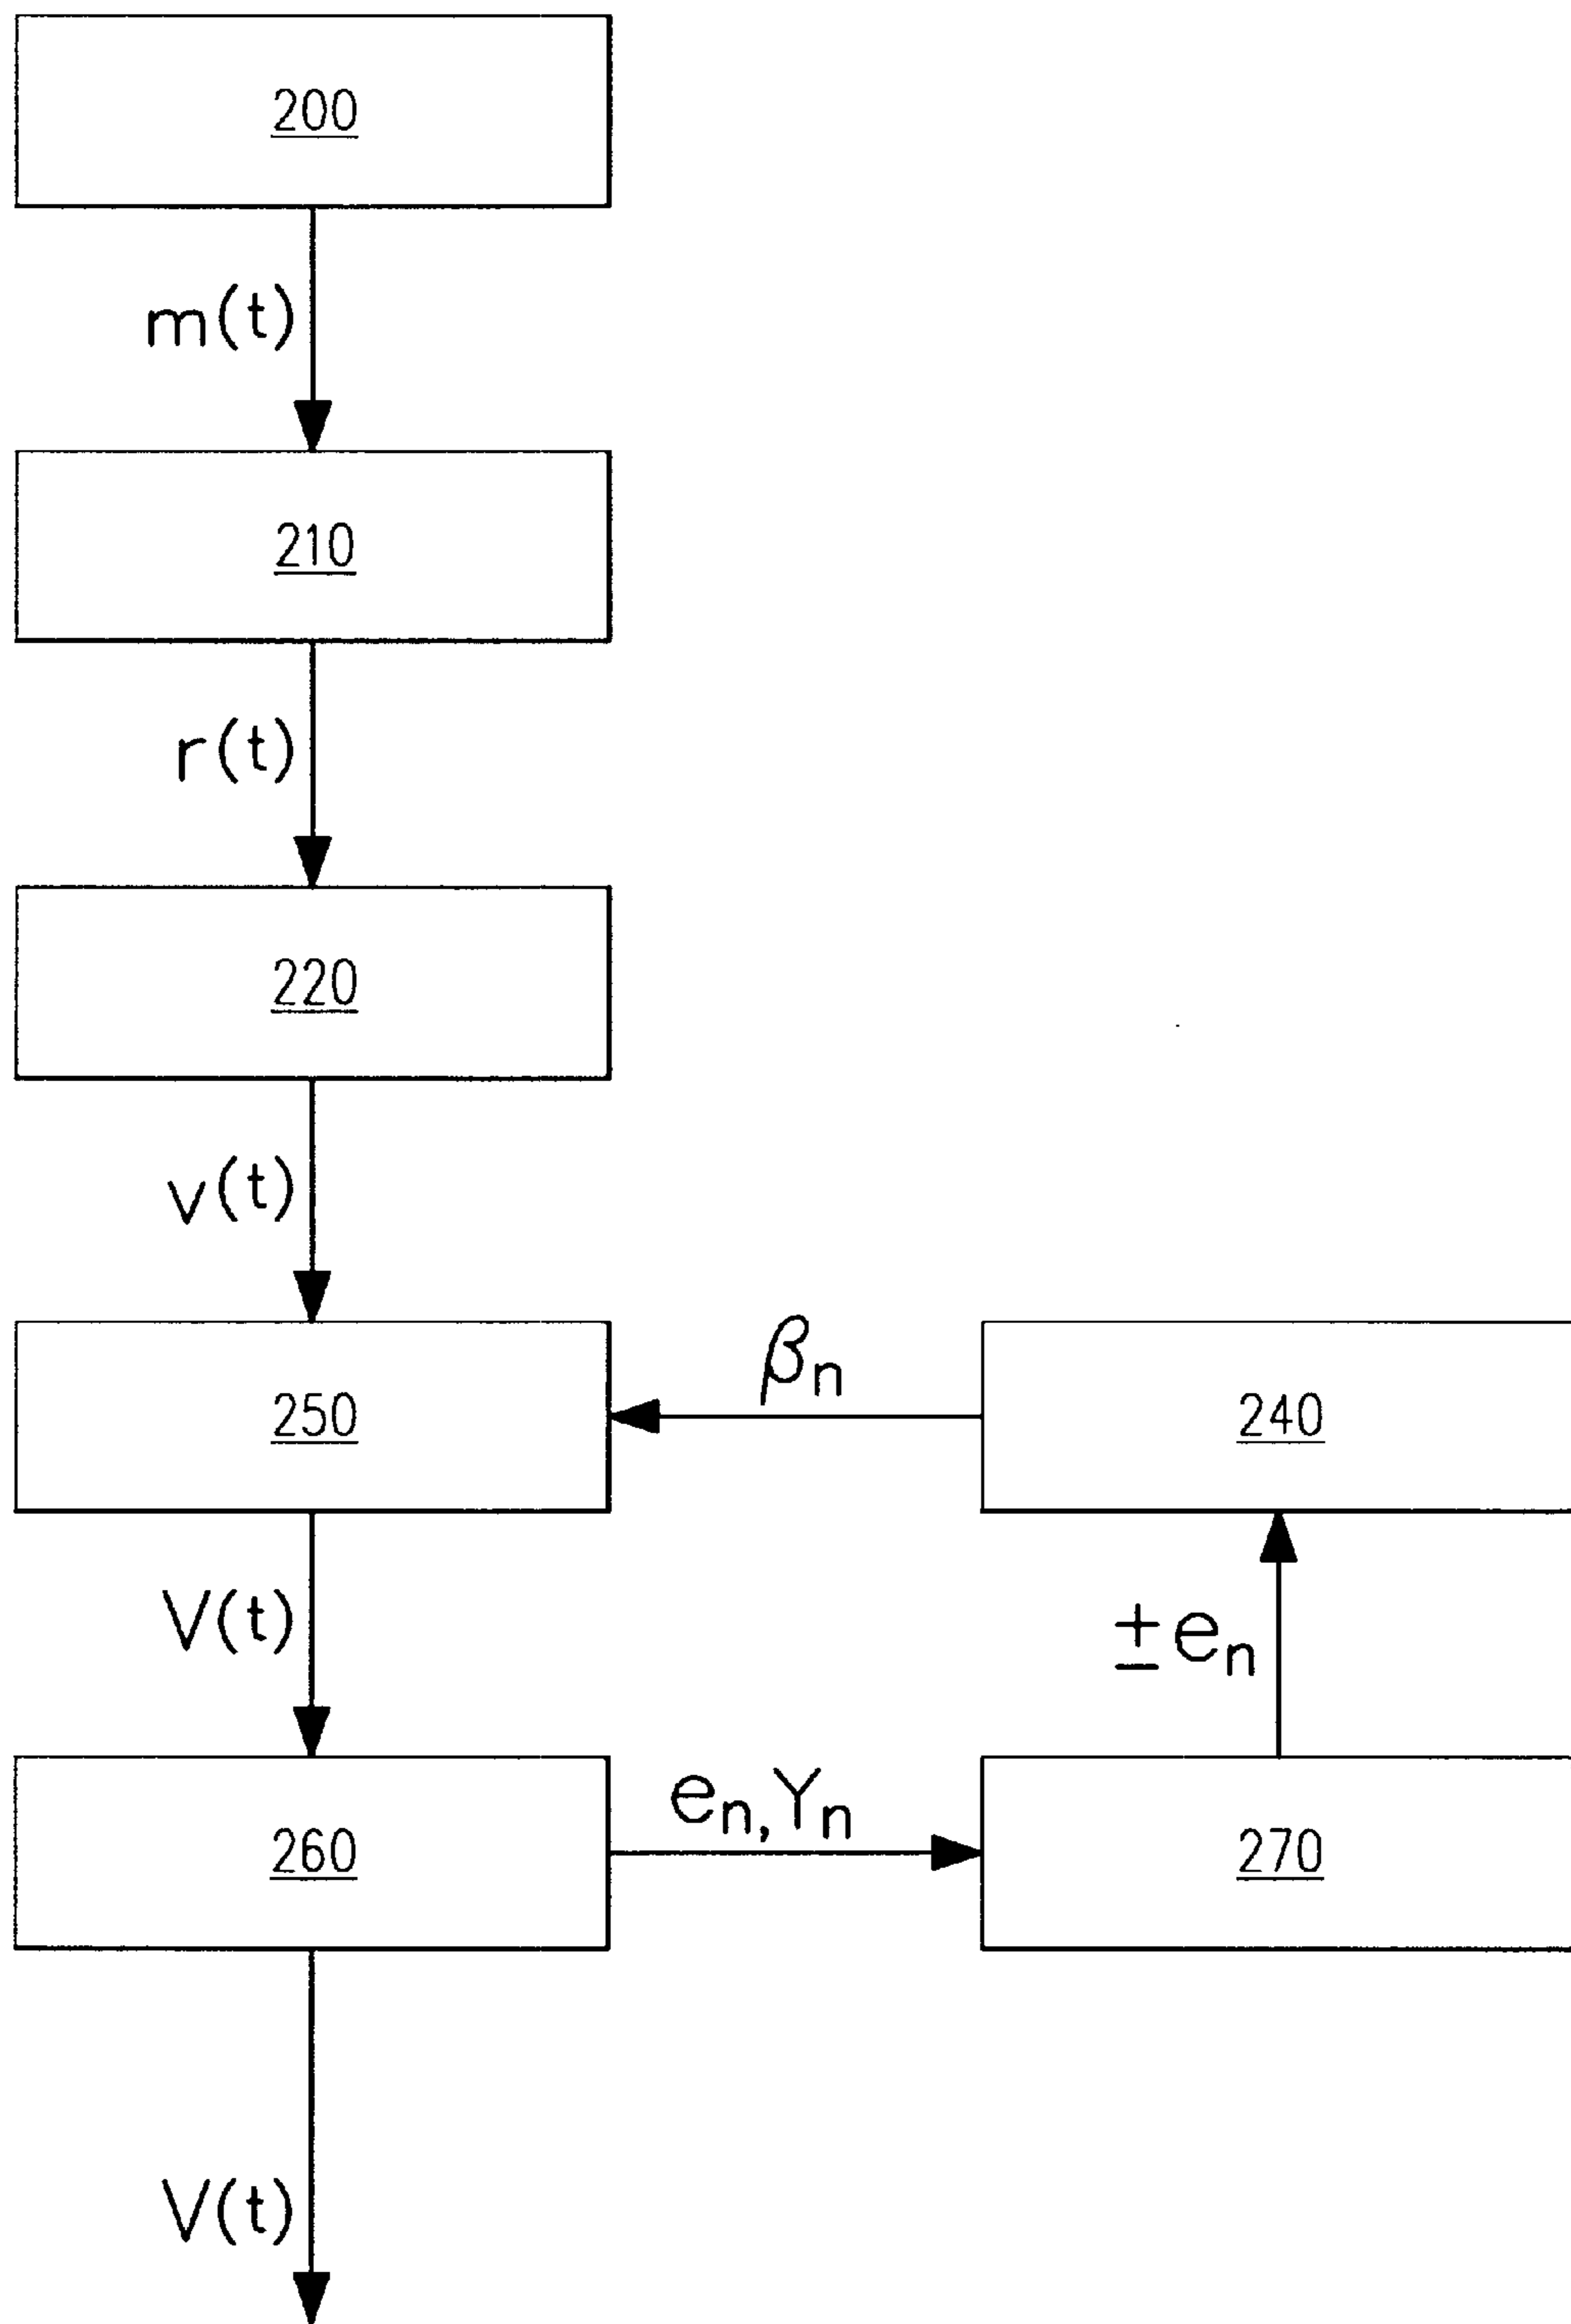 200
m(t)
210
r(t)
220
v(t)
βn
250
240
V(t)
±en
en,Yn
260
270
V(t)